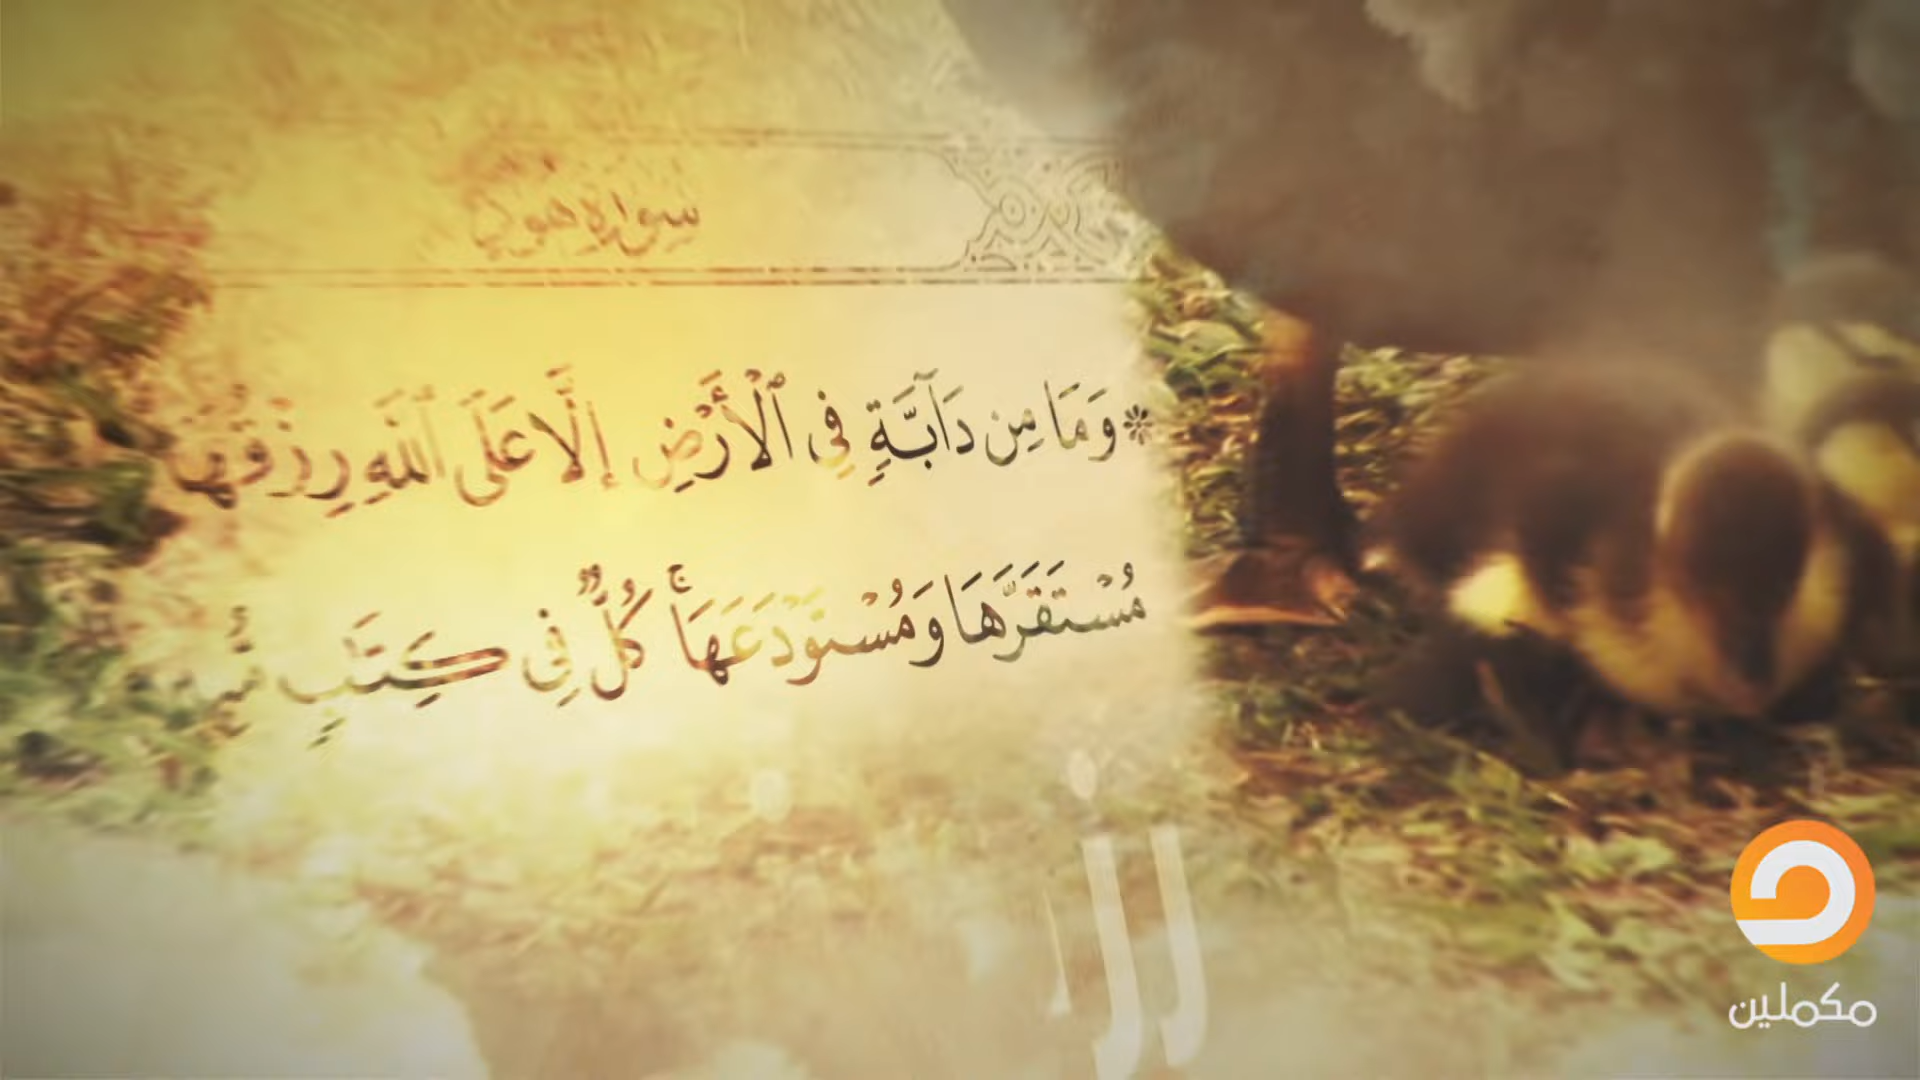 سورة هود
۞ وَمَا مِن دَآبَّةٍ فِي ٱلْأَرْضِ إِلَّا عَلَى ٱللَّهِ رِزْقُهَا
مُسْتَقَرَّهَا وَمُسْتَوْدَعَهَاۚ كُلٌّ فِي كِتَٰبٍ
مكملين